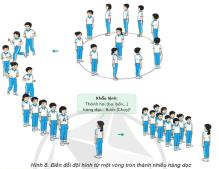 Khẩu lệnh:
Thành hai (ba, bốn,...)
hàng dọc - Bước (Chạy)!
Hình 8. Biến đổi đội hình từ một vòng tròn thành nhiều hàng dọc